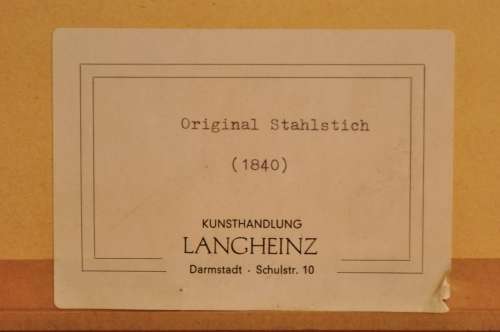 Original Stahlstich
(1840)
KUNSTHANDLUNG
LANGHEINZ
Darmstadt · Schulstr. 10